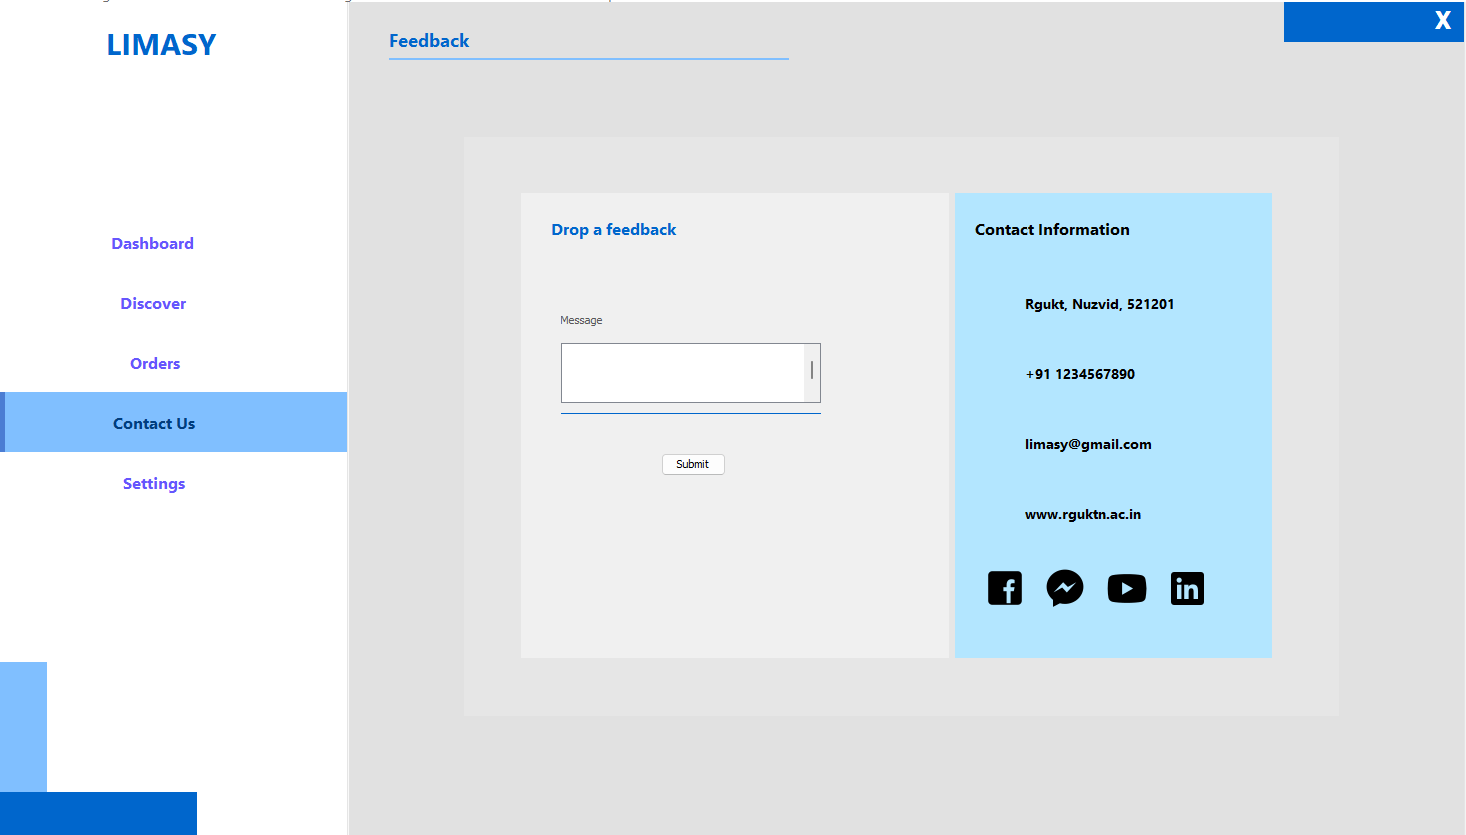 LIMASY
Dashboard
Discover
Orders
Contact Us
Settings
Feedback
X
Drop a feedback
Message
Submit
Contact Information
Rgukt, Nuzvid, 521201
+91 1234567890
limasy@gmail.com
www.rguktn.ac.in